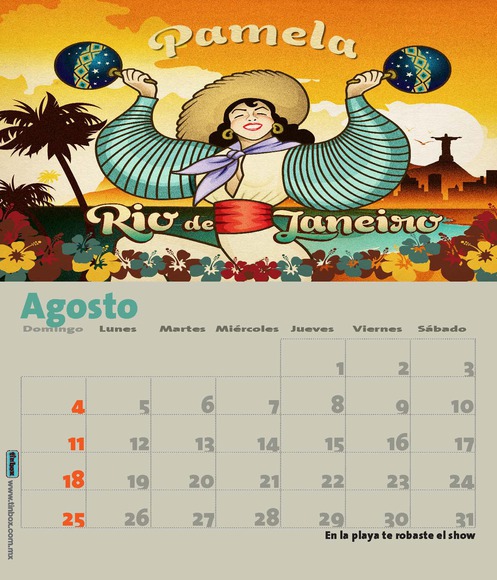 Pamela
Rio de Janeiro
Agosto
Domingo Lunes Martes Miércoles Jueves Viernes Sábado
1 2 3
4 5 6 7 8 9 10
11 12 13 14 15 16 17
18 19 20 21 22 23 24
25 26 27 28 29 30 31
En la playa te robaste el show
tinbox
www.tinbox.com.mx